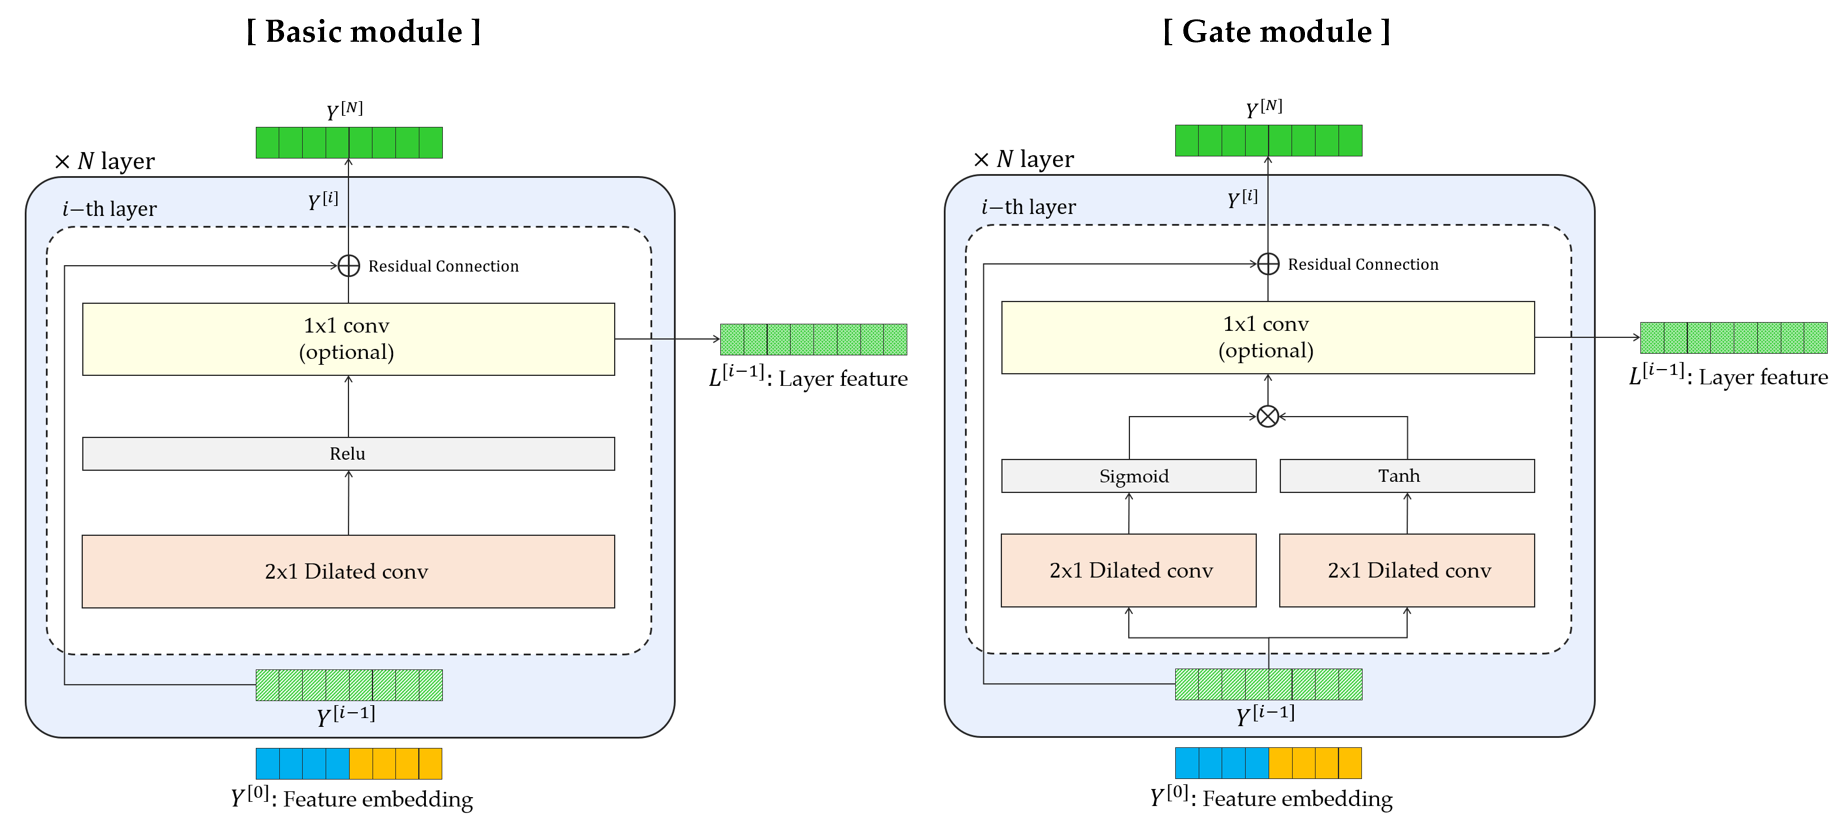 [ Basic module ]
Y^[N]
× N layer
Y^[i]
i−th layer
Residual Connection
1x1 conv
(optional)
L^[i−1]: Layer feature
Relu
2x1 Dilated conv
Y^[i−1]
Y^[0]: Feature embedding
[ Gate module ]
Y^[N]
× N layer
Y^[i]
i−th layer
Residual Connection
1x1 conv
(optional)
L^[i−1]: Layer feature
Sigmoid
Tanh
2x1 Dilated conv
2x1 Dilated conv
Y^[i−1]
Y^[0]: Feature embedding